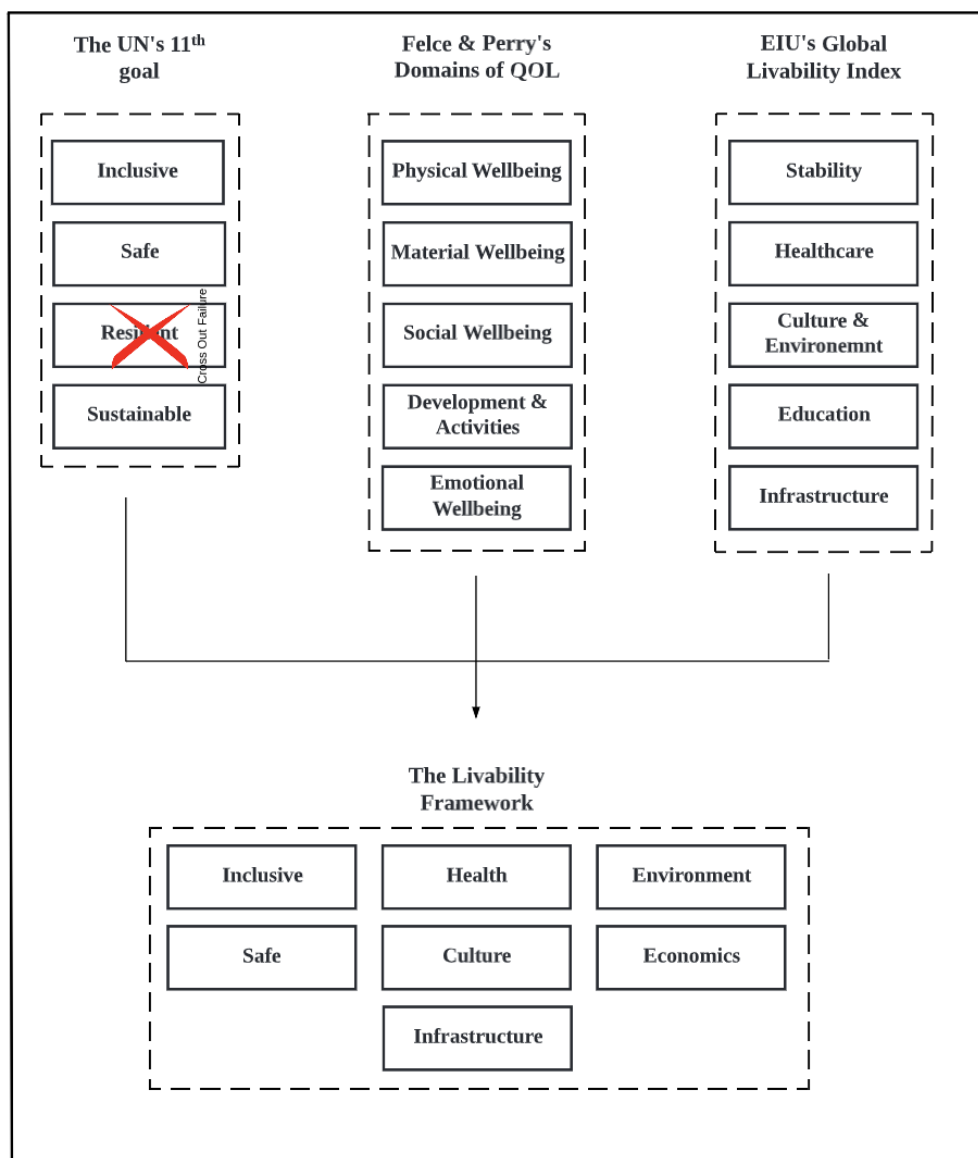 The UN's 11th
goal
Inclusive
Safe
Resilient
Cross Out Failure
Sustainable
Felce & Perry's
Domains of QOL
Physical Wellbeing
Material Wellbeing
Social Wellbeing
Development &
Activities
Emotional
Wellbeing
EIU's Global
Livability Index
Stability
Healthcare
Culture &
Environemnt
Education
Infrastructure
The Livability
Framework
Inclusive
Health
Environment
Safe
Culture
Economics
Infrastructure